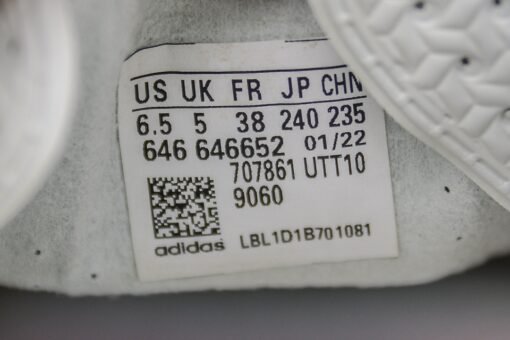 US UK FR JP CHN
6.5 5 38 240 235
646 646652 01/22
707861 UTT10
9060
adidas LBL1D1B701081